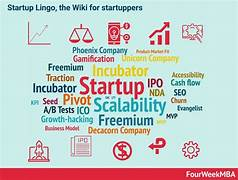 Startup Lingo, the Wiki for startuppers
Phoenix Company
Gamification
Product Market Fit
Unicorn Company
Freemium
Incubator
Accessibility
Traction
Cash flow
Incubator
Startup
IPO
SEO
NDA
KPI
Seed
Pivot
Scalability
Churn
A/B Tests
ICO
Evangelist
Growth-hacking
Freemium
MVP
Business Model
Decacorn Company
IPO
FourWeekMBA